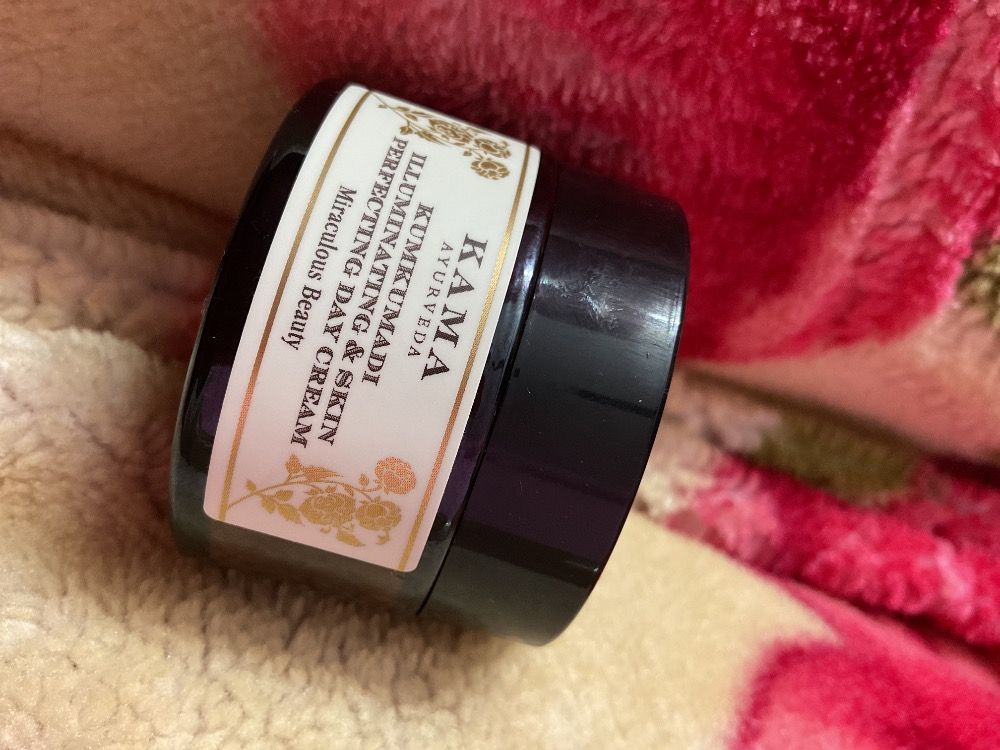 KAMA
AYURVEDA
KUMKUMADI
ILLUMINATING & SKIN
PERFECTING DAY CREAM
Miraculous Beauty